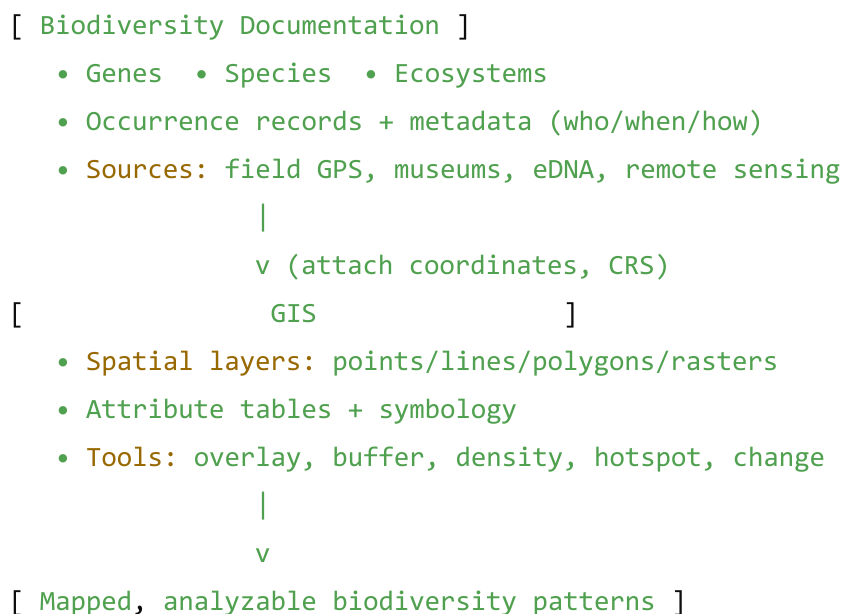 [ Biodiversity Documentation ]
• Genes • Species • Ecosystems
• Occurrence records + metadata (who/when/how)
• Sources: field GPS, museums, eDNA, remote sensing
|
v (attach coordinates, CRS)
[ GIS ]
• Spatial layers: points/lines/polygons/rasters
• Attribute tables + symbology
• Tools: overlay, buffer, density, hotspot, change
|
v
[ Mapped, analyzable biodiversity patterns ]